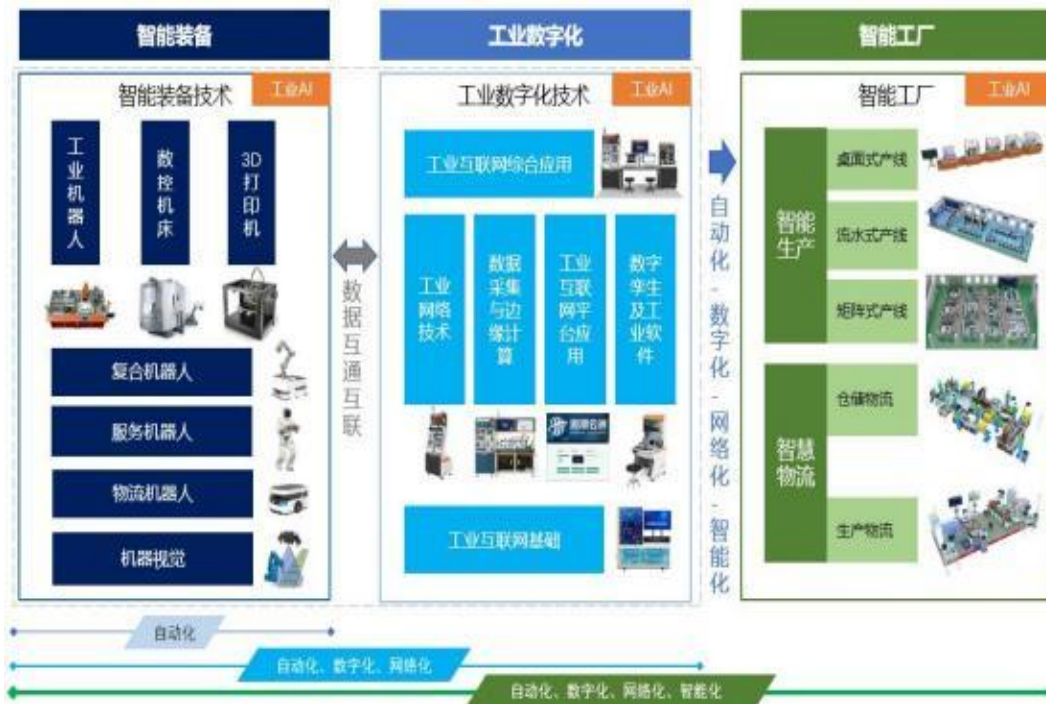 智能装备
工业数字化
智能工厂
智能装备技术
工业AI
工业机器人
数控机床
3D打印机
复合机器人
服务机器人
物流机器人
机器视觉
数据互通互联
工业数字化技术
工业AI
工业互联网综合应用
工业网络技术
数据采集与边缘计算
工业互联网平台应用
数字孪生及工业软件
工业互联网基础
自动化-数字化-网络化-智能化
智能工厂
工业AI
智能生产
桌面式产线
流水式产线
矩阵式产线
智慧物流
仓储物流
生产物流
自动化
自动化、数字化、网络化
自动化、数字化、网络化、智能化